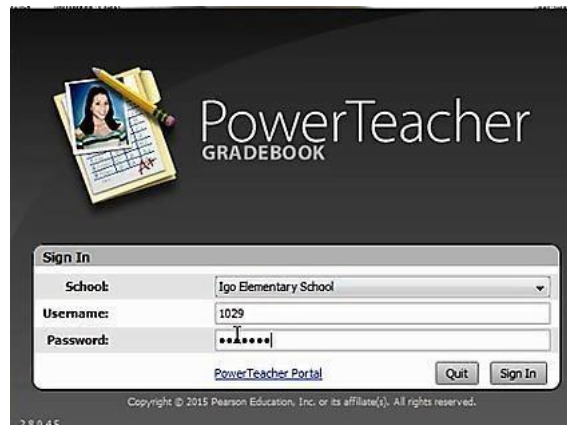 PowerTeacher
GRADEBOOK
A+
Sign In
School: Igo Elementary School
Username: 1029
Password: •••••••
PowerTeacher Portal Quit Sign In
Copyright © 2015 Pearson Education, Inc. or its affiliate(s). All rights reserved.